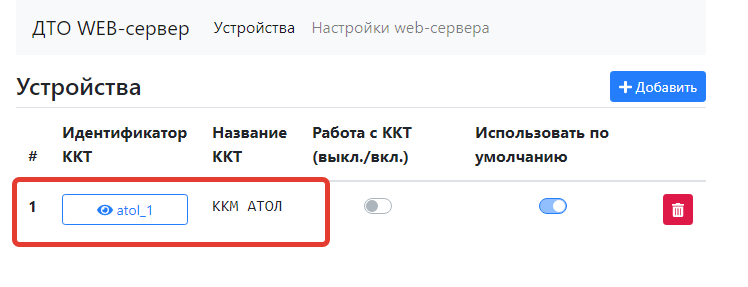 ДТО WEB-сервер Устройства Настройки web-сервера
Устройства
Добавить
# Идентификатор ККТ Название ККТ Работа с ККТ (выкл./вкл.) Использовать по умолчанию
1 atol_1 ККМ АТОЛ